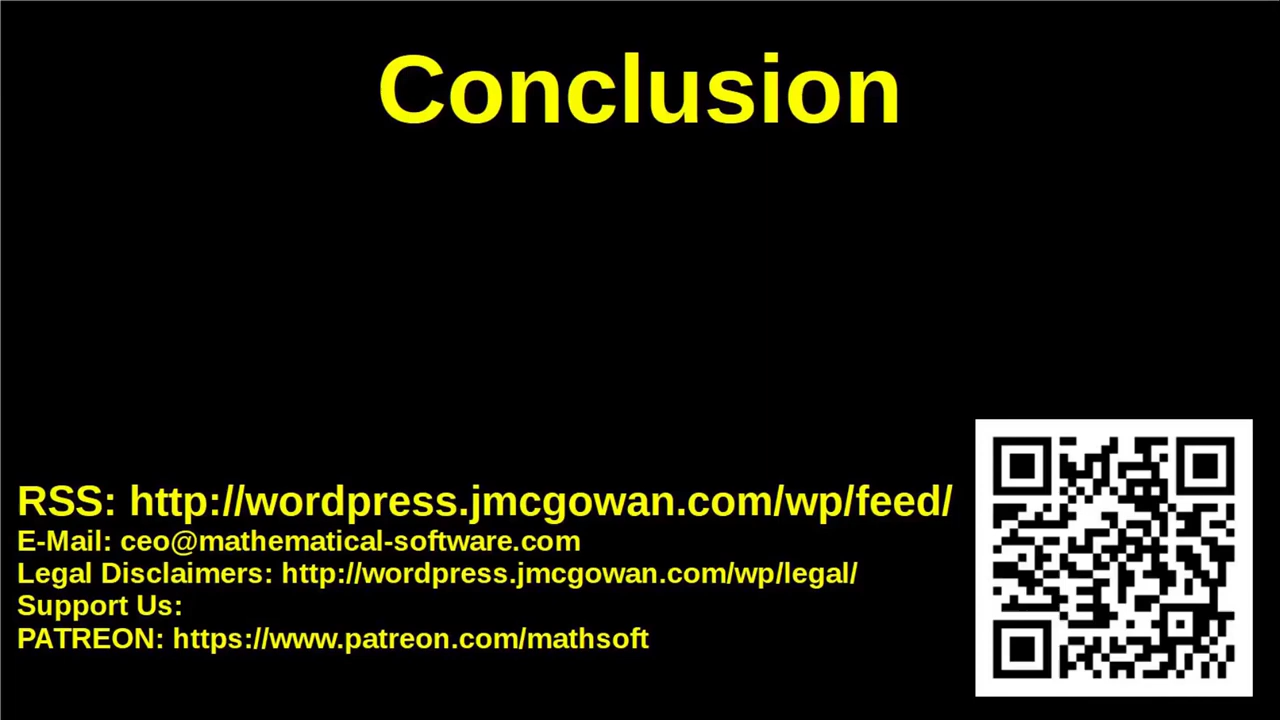 Conclusion
RSS: http://wordpress.jmcgowan.com/wp/feed/
E-Mail: ceo@mathematical-software.com
Legal Disclaimers: http://wordpress.jmcgowan.com/wp/legal/
Support Us:
PATREON: https://www.patreon.com/mathsoft